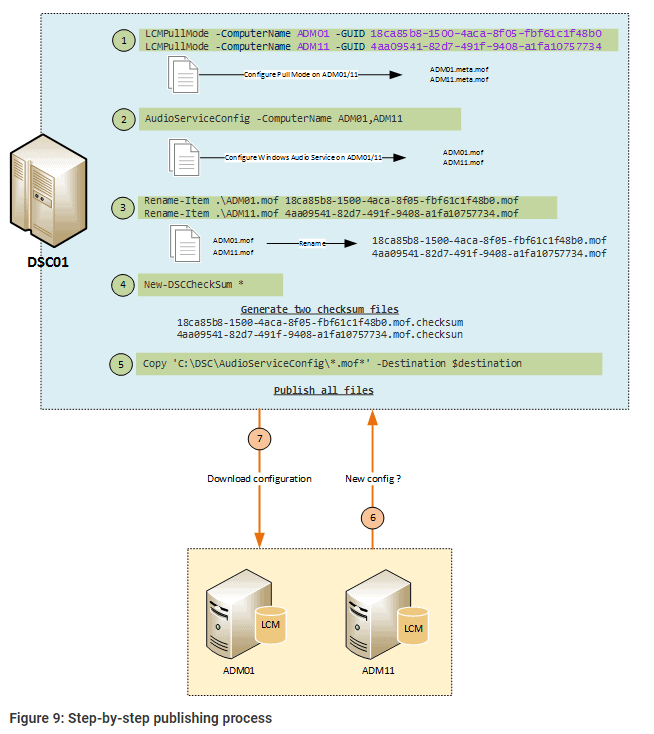 1
LCMPullMode -ComputerName ADM01 -GUID 18ca85b8-1500-4aca-8f05-fbf61c1f48b0
LCMPullMode -ComputerName ADM11 -GUID 4aa09541-82d7-491f-9408-a1fa10757734
Configure Pull Mode on ADM01/11
ADM01.meta.mof
ADM11.meta.mof
2
AudioServiceConfig -ComputerName ADM01,ADM11
Configure Windows Audio Service on ADM01/11
ADM01.mof
ADM11.mof
3
Rename-Item .\ADM01.mof 18ca85b8-1500-4aca-8f05-fbf61c1f48b0.mof
Rename-Item .\ADM11.mof 4aa09541-82d7-491f-9408-a1fa10757734.mof
ADM01.mof
ADM11.mof
Rename
18ca85b8-1500-4aca-8f05-fbf61c1f48b0.mof
4aa09541-82d7-491f-9408-a1fa10757734.mof
DSC01
4
New-DSCCheckSum *
Generate two checksum files
18ca85b8-1500-4aca-8f05-fbf61c1f48b0.mof.checksum
4aa09541-82d7-491f-9408-a1fa10757734.mof.checksun
5
Copy 'C:\DSC\AudioServiceConfig\*.mof*' -Destination $destination
Publish all files
7
Download configuration
New config ?
6
LCM
LCM
ADM01
ADM11
Figure 9: Step-by-step publishing process